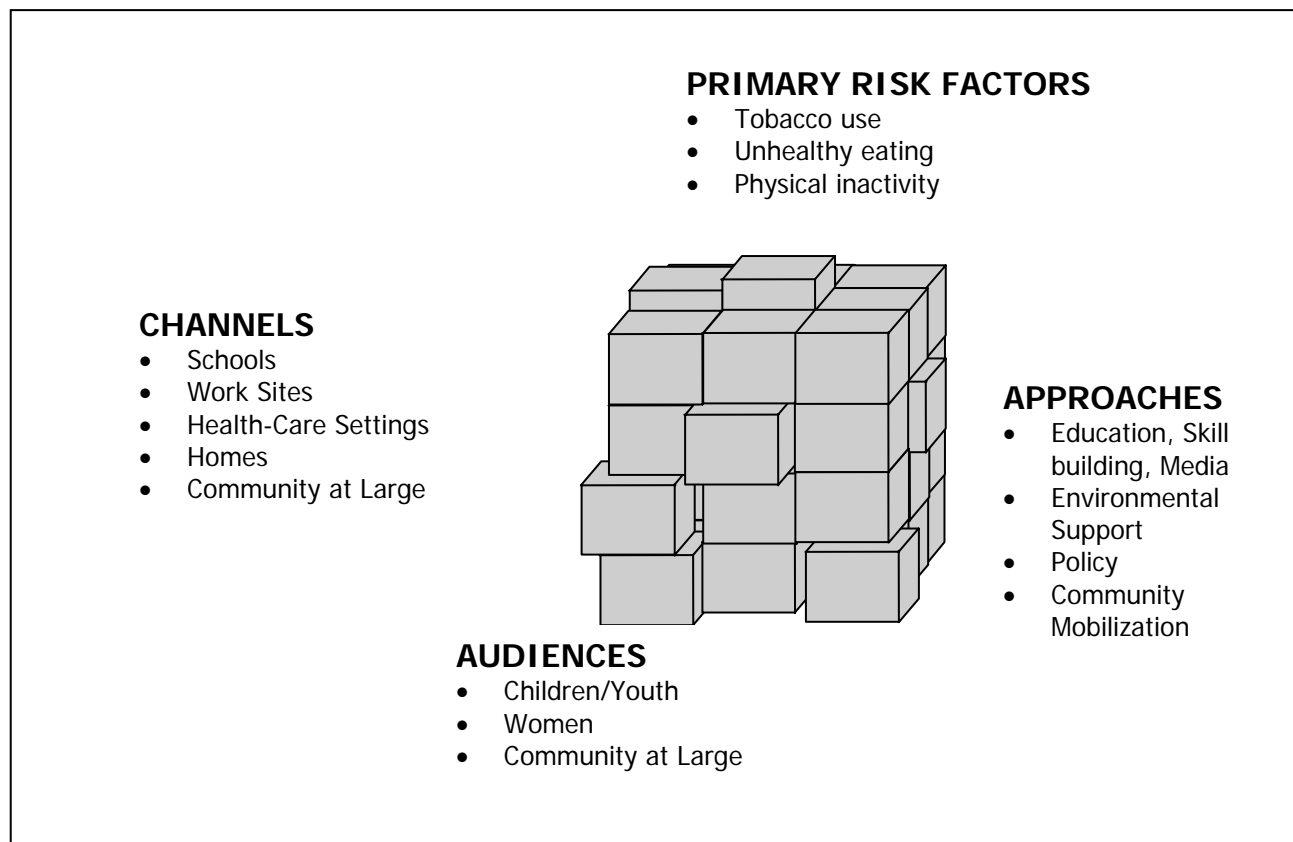 PRIMARY RISK FACTORS
• Tobacco use
• Unhealthy eating
• Physical inactivity
CHANNELS
• Schools
• Work Sites
• Health-Care Settings
• Homes
• Community at Large
APPROACHES
• Education, Skill
building, Media
• Environmental
Support
• Policy
• Community
Mobilization
AUDIENCES
• Children/Youth
• Women
• Community at Large